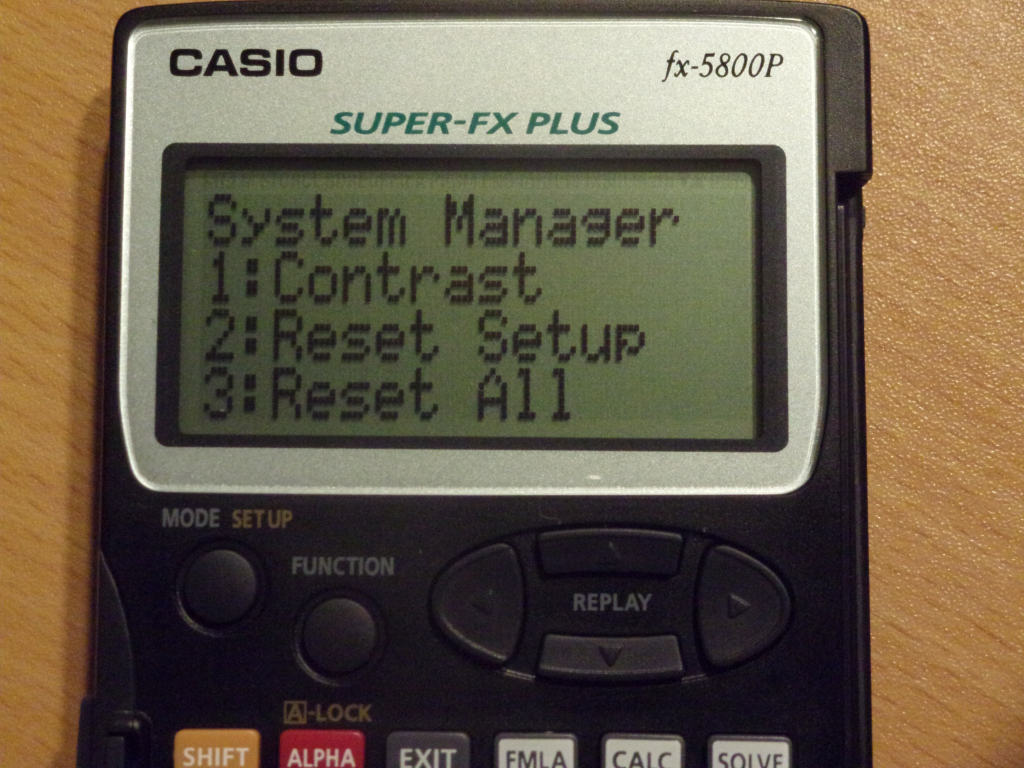 CASIO fx-5800P
SUPER-FX PLUS
System Manager
1:Contrast
2:Reset Setup
3:Reset All
MODE SETUP
FUNCTION
REPLAY
A-LOCK
SHIFT ALPHA EXIT FMLA CALC SOLVE